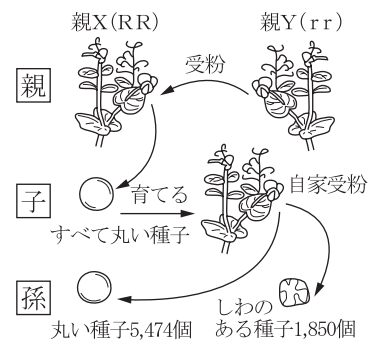 親X(RR) 親Y(rr)
親
受粉
子
育てる
自家受粉
すべて丸い種子
孫
しわの
丸い種子5,474個 ある種子1,850個